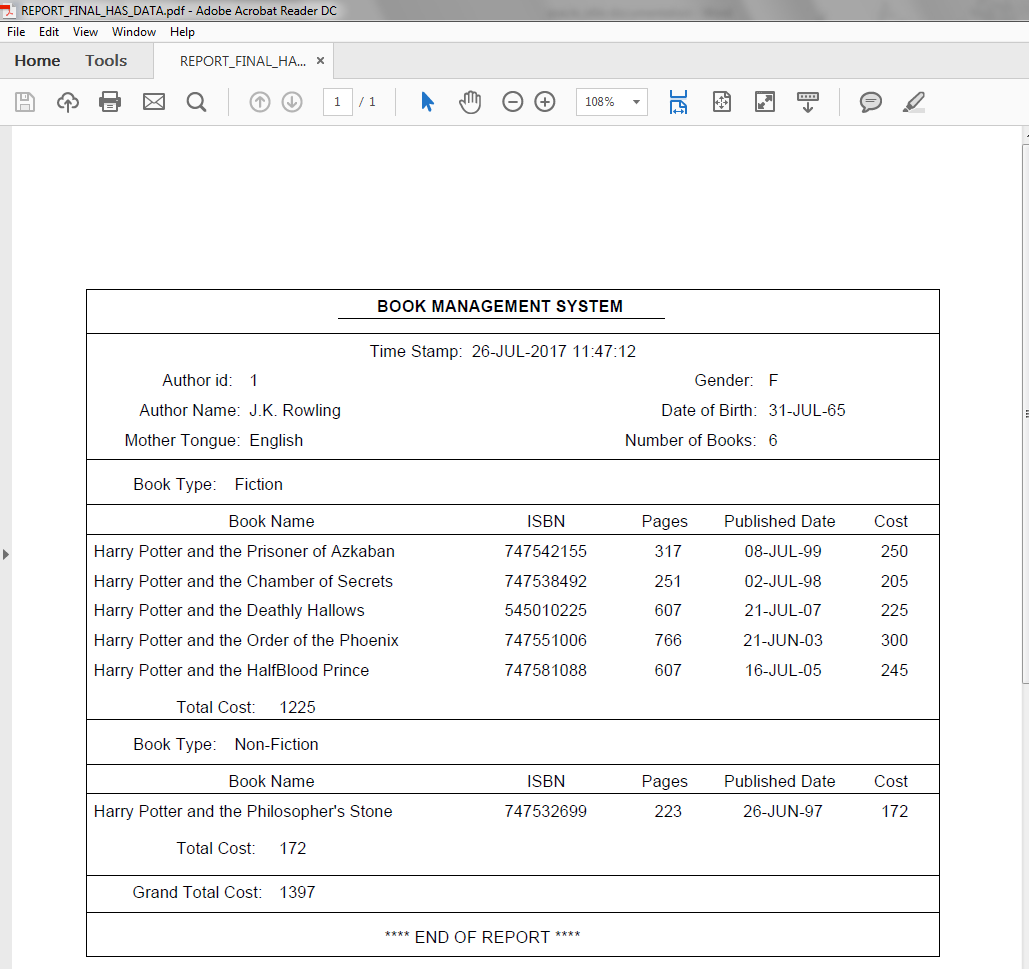 REPORT_FINAL_HAS_DATA.pdf - Adobe Acrobat Reader DC
File Edit View Window Help
Home Tools REPORT_FINAL_HA... ×
1 / 1 108%
BOOK MANAGEMENT SYSTEM
Time Stamp: 26-JUL-2017 11:47:12
Author id: 1 Gender: F
Author Name: J.K. Rowling Date of Birth: 31-JUL-65
Mother Tongue: English Number of Books: 6
Book Type: Fiction
Book Name ISBN Pages Published Date Cost
Harry Potter and the Prisoner of Azkaban 747542155 317 08-JUL-99 250
Harry Potter and the Chamber of Secrets 747538492 251 02-JUL-98 205
Harry Potter and the Deathly Hallows 545010225 607 21-JUL-07 225
Harry Potter and the Order of the Phoenix 747551006 766 21-JUN-03 300
Harry Potter and the HalfBlood Prince 747581088 607 16-JUL-05 245
Total Cost: 1225
Book Type: Non-Fiction
Book Name ISBN Pages Published Date Cost
Harry Potter and the Philosopher's Stone 747532699 223 26-JUN-97 172
Total Cost: 172
Grand Total Cost: 1397
**** END OF REPORT ****